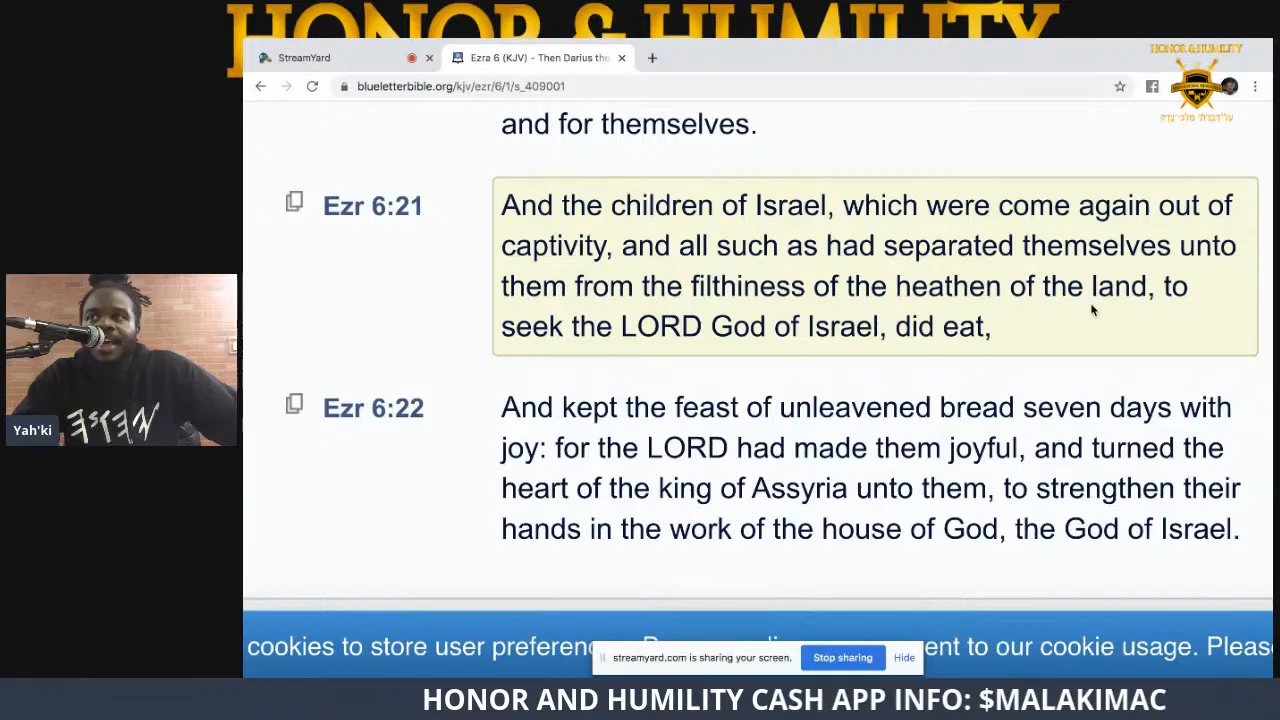 HONOR & HUMILITY
StreamYard
Ezra 6 (KJV) - Then Darius the
HONOR & HUMILITY
blueletterbible.org/kjv/ezr/6/1/s_409001
על־דברתי מלכי־צדק
and for themselves.
Ezr 6:21
And the children of Israel, which were come again out of
captivity, and all such as had separated themselves unto
them from the filthiness of the heathen of the land, to
seek the LORD God of Israel, did eat,
Ezr 6:22
And kept the feast of unleavened bread seven days with
joy: for the LORD had made them joyful, and turned the
heart of the king of Assyria unto them, to strengthen their
hands in the work of the house of God, the God of Israel.
Yah'ki
cookies to store user
ent to our cookie usage.
streamyard.com is sharing your screen.
Stop sharing
Hide
HONOR AND HUMILITY CASH APP INFO: $MALAKIMAC